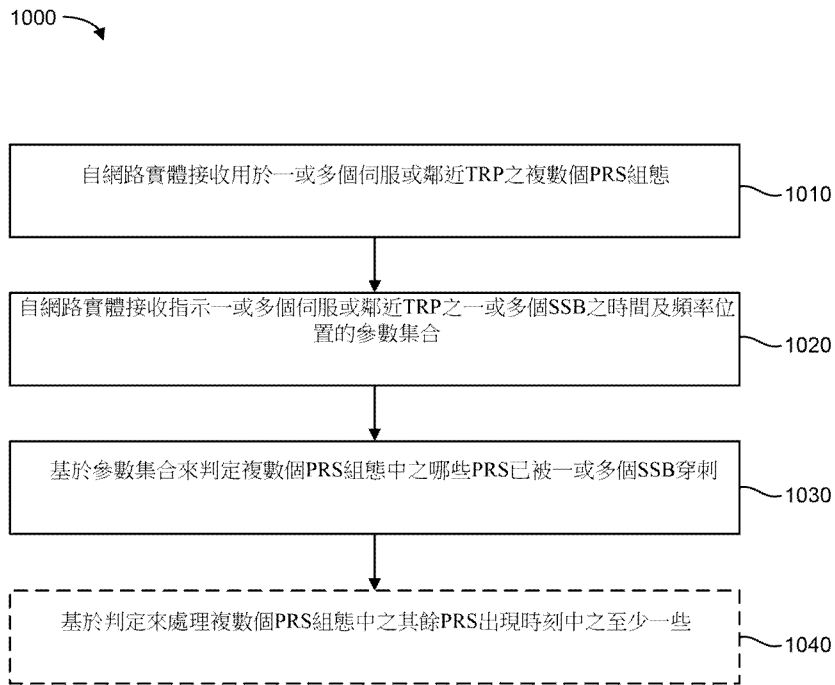 1000
自網路實體接收用於一或多個伺服或鄰近TRP之複數個PRS組態
1010
自網路實體接收指示一或多個伺服或鄰近TRP之一或多個SSB之時間及頻率位
置的參數集合
1020
基於參數集合來判定複數個PRS組態中之哪些PRS已被一或多個SSB穿刺
1030
基於判定來處理複數個PRS組態中之其餘PRS出現時刻中之至少一些
1040